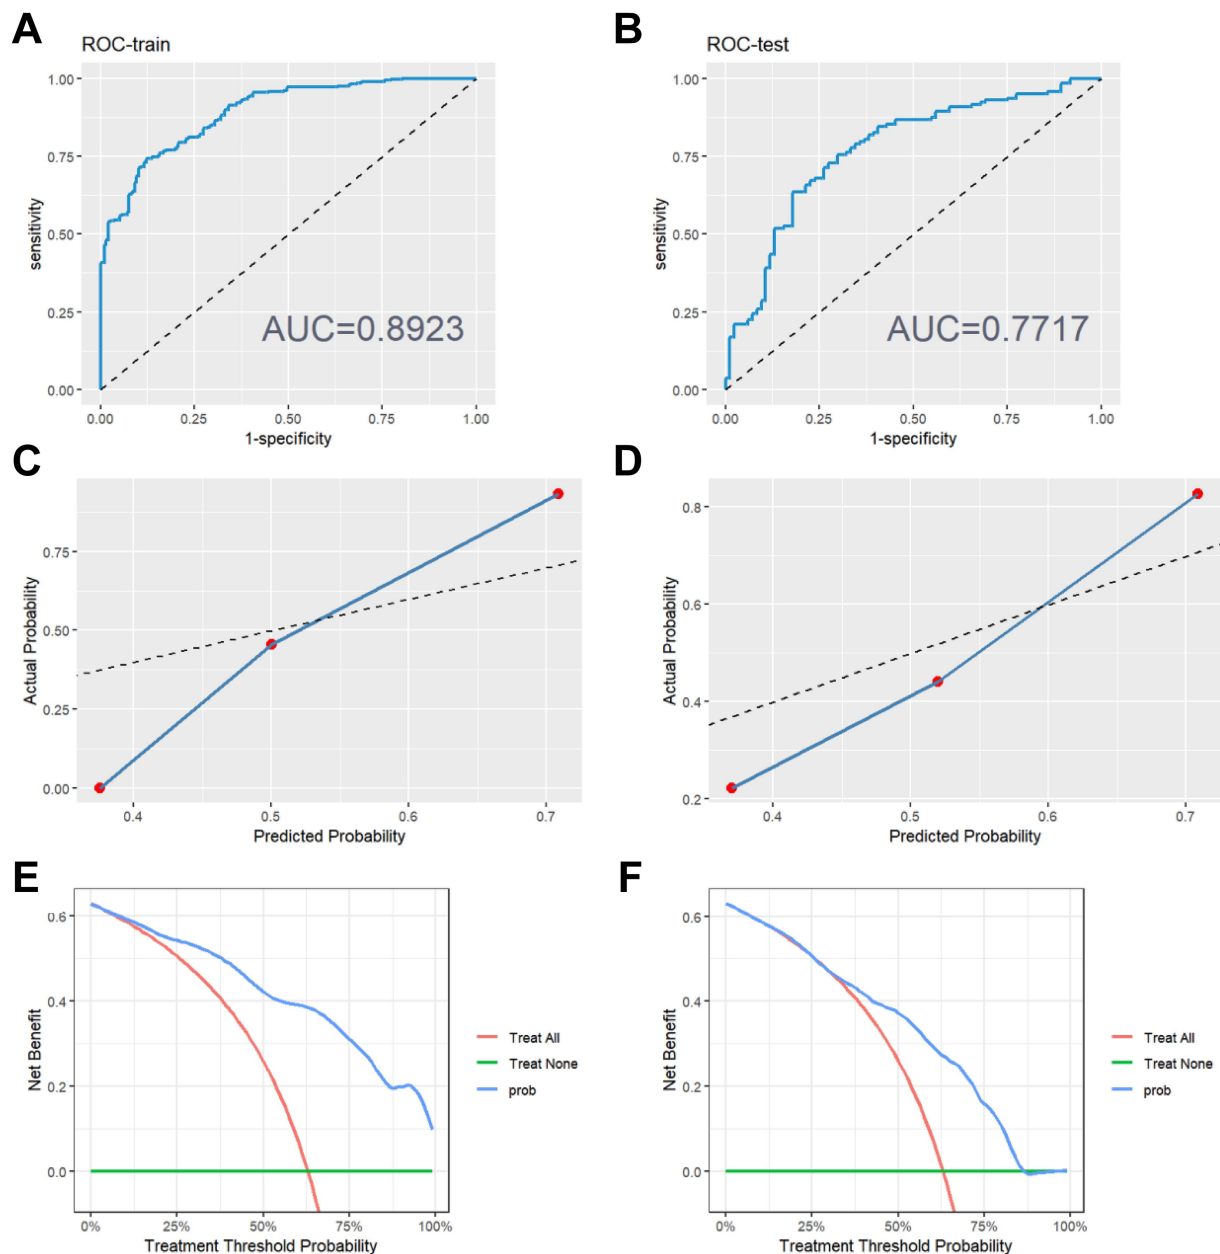 A
ROC-train
1.00
0.75
0.50
0.25
0.00
sensitivity
AUC=0.8923
0.00 0.25 0.50 0.75 1.00
1-specificity
B
ROC-test
1.00
0.75
0.50
0.25
0.00
sensitivity
AUC=0.7717
0.00 0.25 0.50 0.75 1.00
1-specificity
C
0.75
0.50
0.25
0.00
Actual Probability
0.4 0.5 0.6 0.7
Predicted Probability
D
0.8
0.6
0.4
0.2
Actual Probability
0.4 0.5 0.6 0.7
Predicted Probability
E
0.6
0.4
0.2
0.0
Net Benefit
0% 25% 50% 75% 100%
Treatment Threshold Probability
Treat All
Treat None
prob
F
0.6
0.4
0.2
0.0
Net Benefit
0% 25% 50% 75% 100%
Treatment Threshold Probability
Treat All
Treat None
prob